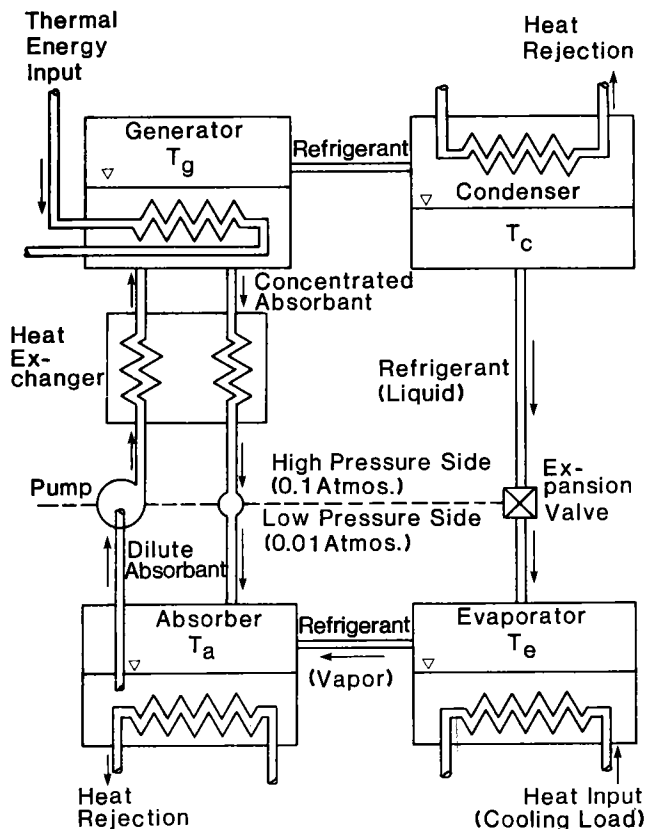 Thermal
Energy
Input
Heat
Rejection
Generator
Tg
Refrigerant
Condenser
Tc
Concentrated
Absorbant
Heat
Ex-
changer
Refrigerant
(Liquid)
Pump
High Pressure Side
(0.1 Atmos.)
Low Pressure Side
(0.01 Atmos.)
Ex-
pansion
Valve
Dilute
Absorbant
Absorber
Ta
Refrigerant
(Vapor)
Evaporator
Te
Heat
Rejection
Heat Input
(Cooling Load)